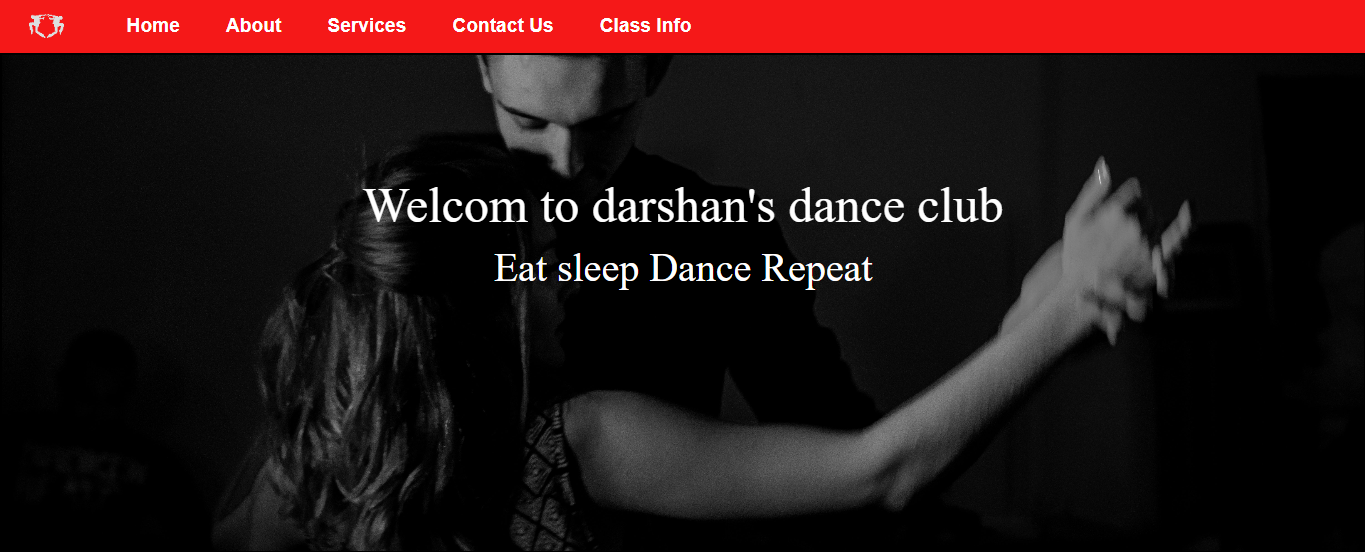 Home About Services Contact Us Class Info
Welcom to darshan's dance club
Eat sleep Dance Repeat